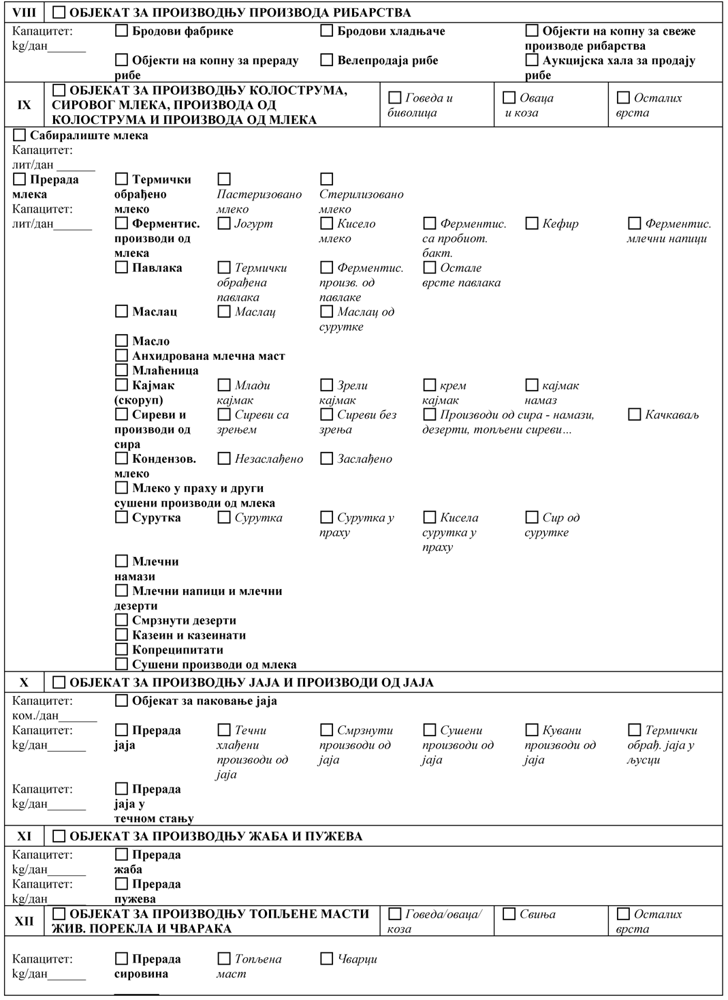 VIII ☐ ОБЈЕКАТ ЗА ПРОИЗВОДЊУ ПРОИЗВОДА РИБАРСТВА
Капацитет: ☐ Бродови фабрике ☐ Бродови хладњаче ☐ Објекти на копну за свеже
kg/дан______ производе рибарства
☐ Објекти на копну за прераду ☐ Велепродаја рибе ☐ Аукцијска хала за продају
рибе рибе
☐ ОБЈЕКАТ ЗА ПРОИЗВОДЊУ КОЛОСТРУМА, ☐ Говеда и ☐ Оваца ☐ Осталих
IX СИРОВОГ МЛЕКА, ПРОИЗВОДА ОД биволица и коза врста
КОЛОСТРУМА И ПРОИЗВОДА ОД МЛЕКА
☐ Сабиралиште млека
Капацитет:
лит/дан ______
☐ Прерада ☐ Термички ☐ ☐
млека обрађено Пастеризовано Стерилизовано
Капацитет: млеко млеко млеко
лит/дан______ ☐ Ферментис. ☐ Јогурт ☐ Кисело ☐ Ферментис. ☐ Кефир ☐ Ферментис.
производи од млеко са пробиот. млечни напици
млека бакт.
☐ Павлака ☐ Термички ☐ Ферментис. ☐ Остале
обрађена произв. од врсте павлака
павлака павлаке
☐ Маслац ☐ Маслац ☐ Маслац од
сурутке
☐ Масло
☐ Анхидрована млечна маст
☐ Млаћеница
☐ Кајмак ☐ Млади ☐ Зрели ☐ крем ☐ кајмак
(скоруп) кајмак кајмак кајмак намаз
☐ Сиреви и ☐ Сиреви са ☐ Сиреви без ☐ Производи од сира - намази, ☐ Качкаваљ
производи од зрењем зрења дезерти, топљени сиреви…
сира
☐ Кондензов. ☐ Незаслађено ☐ Заслађено
млеко
☐ Млеко у праху и други
сушени производи од млека
☐ Сурутка ☐ Сурутка ☐ Сурутка у ☐ Кисела ☐ Сир од
праху сурутка у сурутке
праху
☐ Млечни
намази
☐ Млечни напици и млечни
дезерти
☐ Смрзнути дезерти
☐ Казеин и казеинати
☐ Копреципитати
☐ Сушени производи од млека
X ☐ ОБЈЕКАТ ЗА ПРОИЗВОДЊУ ЈАЈА И ПРОИЗВОДИ ОД ЈАЈА
Капацитет: ☐ Објекат за паковање јаја
ком./дан______
Капацитет: ☐ Прерада ☐ Течни ☐ Смрзнути ☐ Сушени ☐ Кувани ☐ Термички
kg/дан______ јаја хлађени производи од производи од производи од обрађ. јаја у
производи од јаја јаја јаја љусци
јаја
Капацитет: ☐ Прерада
kg/дан______ јаја у
течном стању
XI ☐ ОБЈЕКАТ ЗА ПРОИЗВОДЊУ ЖАБА И ПУЖЕВА
Капацитет: ☐ Прерада
kg/дан______ жаба
Капацитет: ☐ Прерада
kg/дан______ пужева
XII ☐ ОБЈЕКАТ ЗА ПРОИЗВОДЊУ ТОПЉЕНЕ МАСТИ ☐ Говеда/оваца/ ☐ Свиња ☐ Осталих
ЖИВ. ПОРЕКЛА И ЧВАРАКА коза врста
Капацитет: ☐ Прерада ☐ Топљена ☐ Чварци
kg/дан______ сировина маст